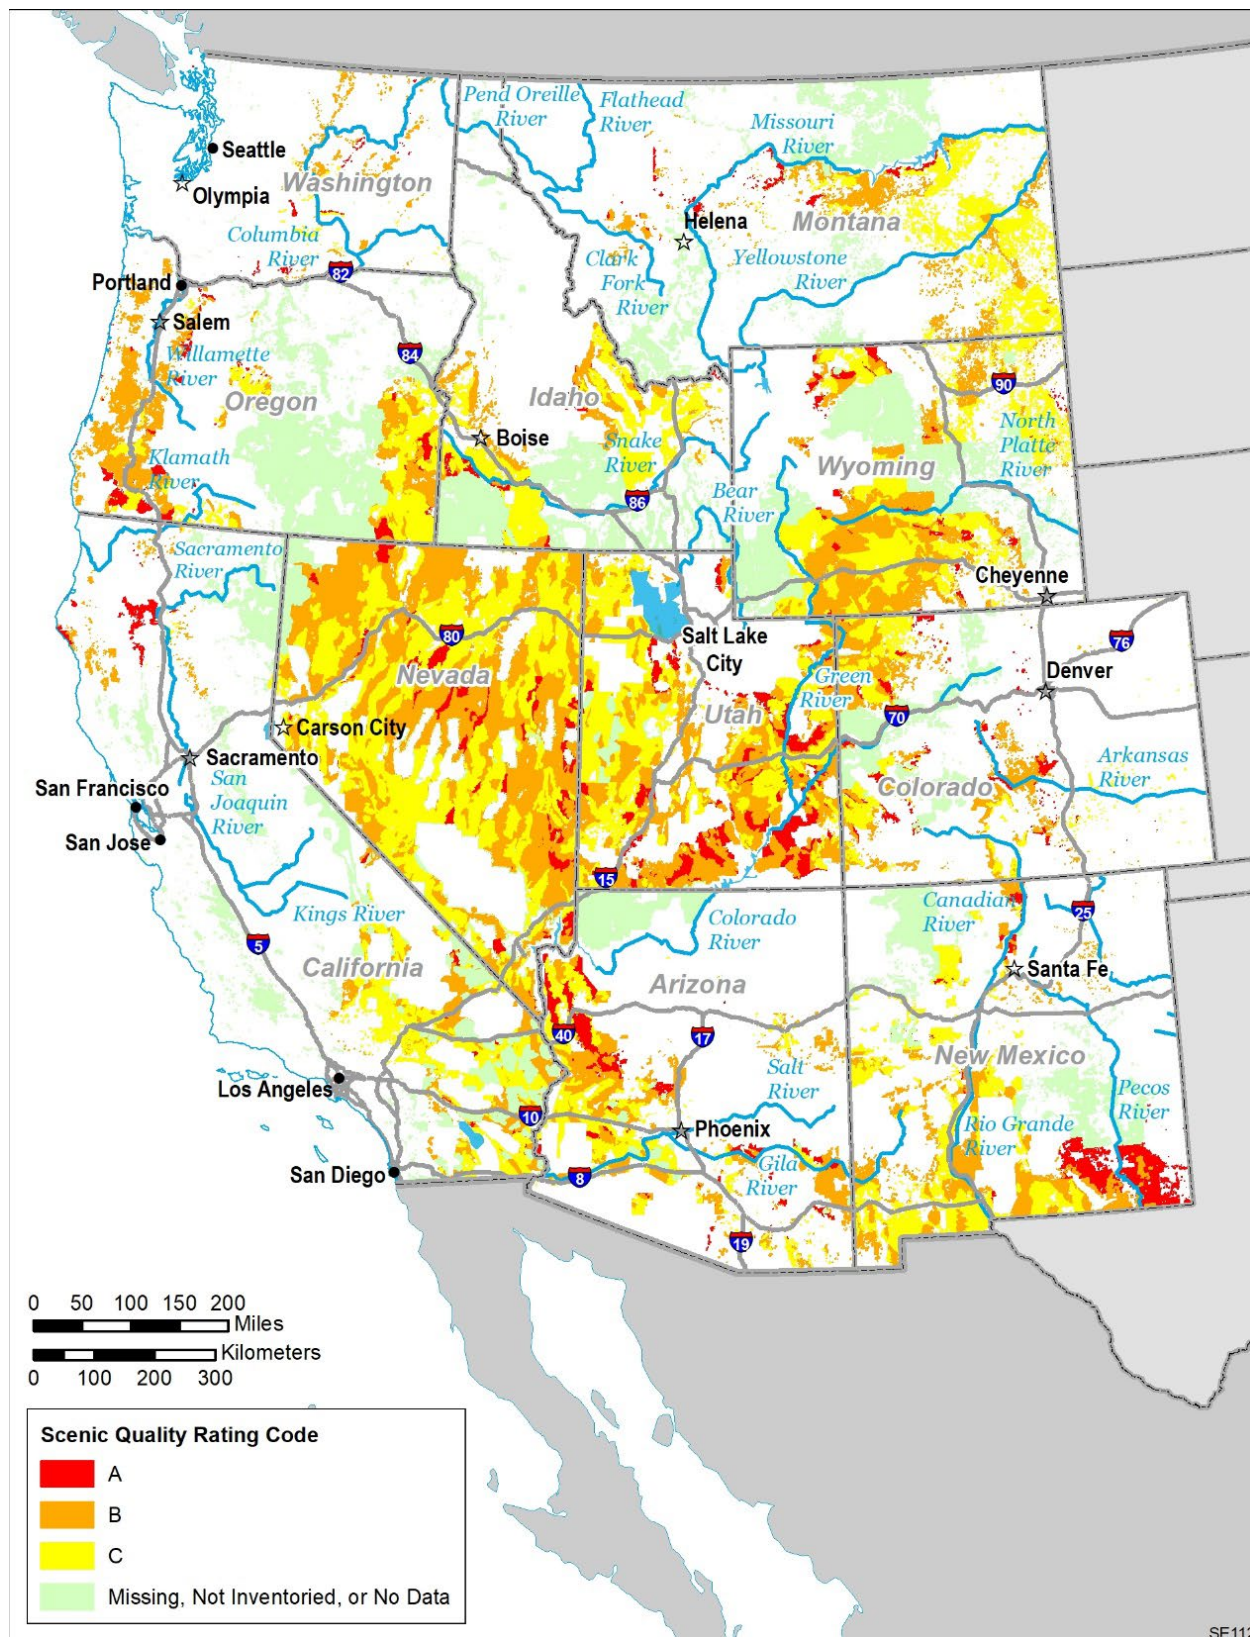 Pend Oreille
River
Flathead
River
Missouri
River
Seattle
Washington
Olympia
Helena
Montana
Columbia
River
Clark
Fork
River
Yellowstone
River
82
Portland
Salem
Willamette
River
84
Oregon
Idaho
90
Boise
Snake
River
North
Platte
River
Klamath
River
Wyoming
86
Bear
River
Sacramento
River
Cheyenne
80
Salt Lake
City
76
Nevada
Green
River
Denver
Utah
70
Carson City
Sacramento
Arkansas
River
San
Joaquin
River
San Francisco
Colorado
San Jose
15
Kings River
Colorado
River
Canadian
River
25
5
California
Arizona
Santa Fe
40
17
New Mexico
Salt
River
Pecos
River
Los Angeles
10
Phoenix
Rio Grande
River
San Diego
8
Gila
River
19
0 50 100 150 200
Miles
Kilometers
0 100 200 300
Scenic Quality Rating Code
A
B
C
Missing, Not Inventoried, or No Data
SE112